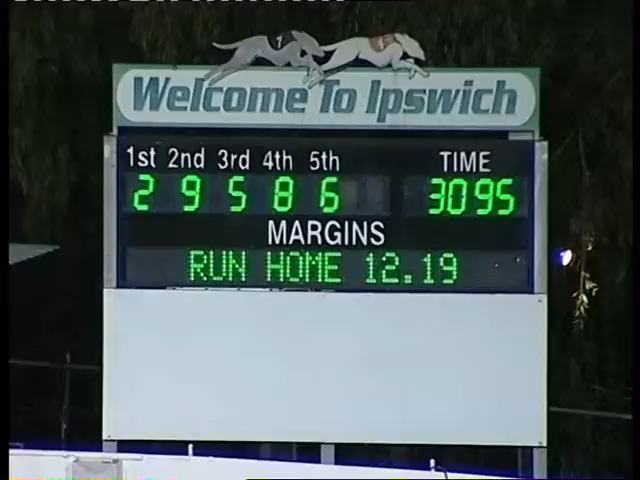 Welcome To Ipswich
1st 2nd 3rd 4th 5th TIME
2 9 5 8 6 3095
MARGINS
RUN HOME 12.19